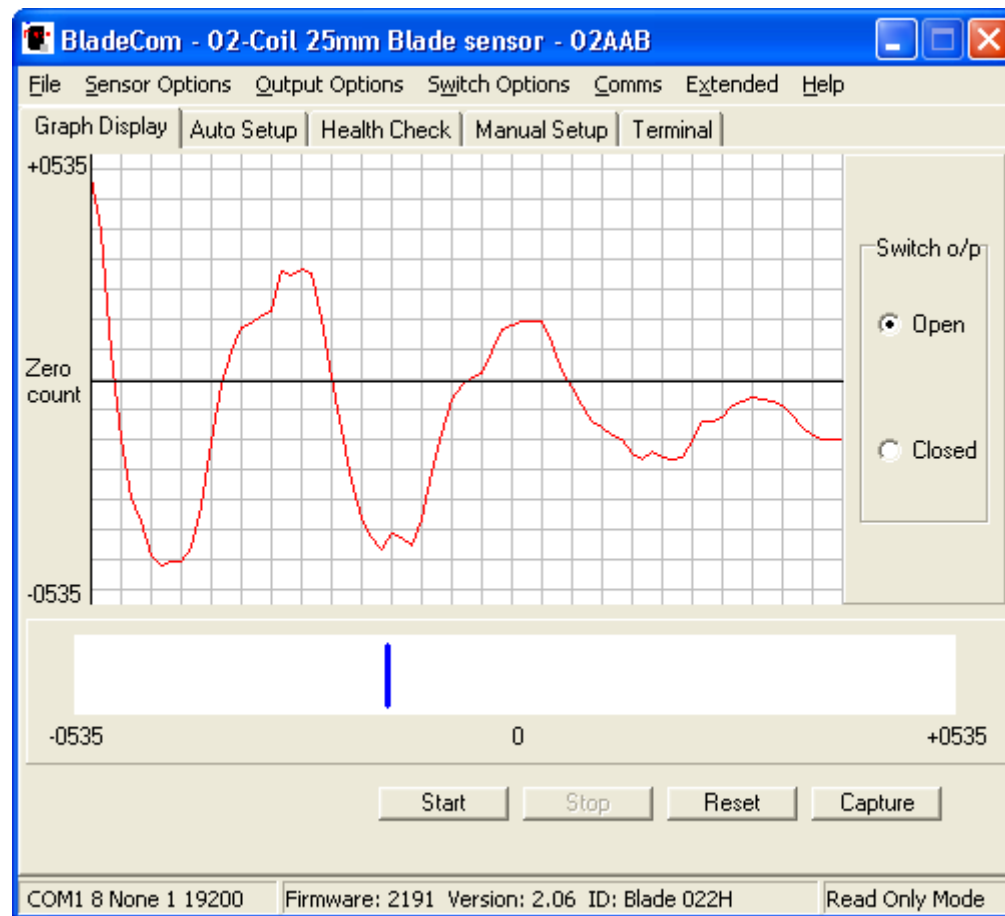 BladeCom - 02-Coil 25mm Blade sensor - 02AAB
File Sensor Options Output Options Switch Options Comms Extended Help
Graph Display Auto Setup Health Check Manual Setup Terminal
+0535
Zero
count
-0535
Switch o/p
Open
Closed
-0535 0 +0535
Start Stop Reset Capture
COM1 8 None 1 19200 Firmware: 2191 Version: 2.06 ID: Blade 022H Read Only Mode